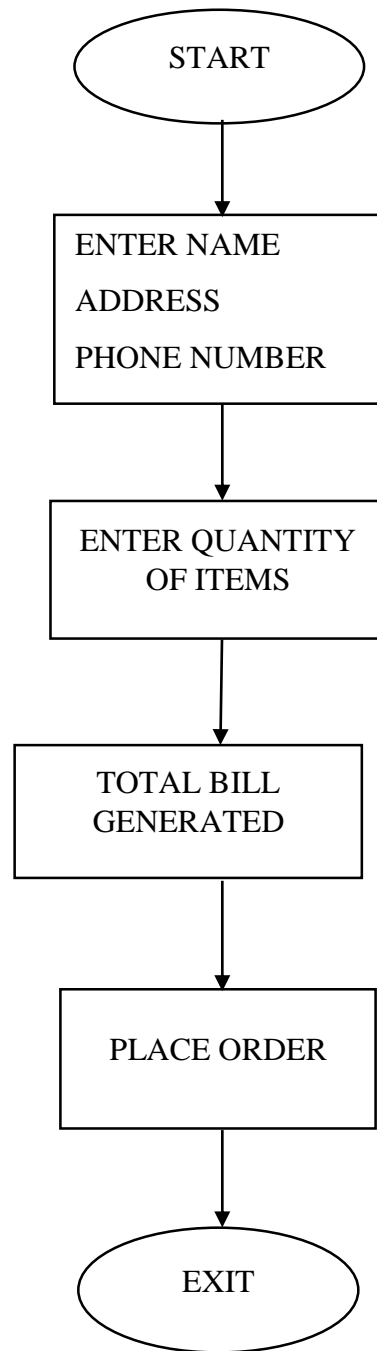 START
ENTER NAME
ADDRESS
PHONE NUMBER
ENTER QUANTITY
OF ITEMS
TOTAL BILL
GENERATED
PLACE ORDER
EXIT